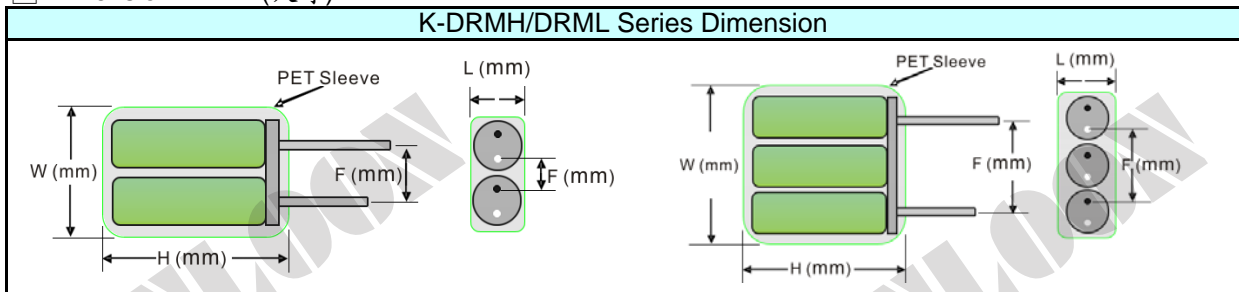 K-DRMH/DRML Series Dimension
PET Sleeve
L (mm)
W (mm)
F (mm)
F (mm)
H (mm)
PET Sleeve
L (mm)
W (mm)
F (mm)
F (mm)
H (mm)